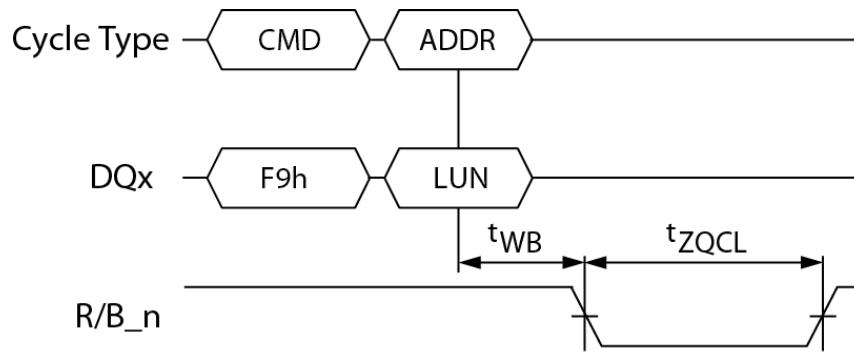 Cycle Type CMD ADDR
DQx F9h LUN
tWB tZQCL
R/B_n